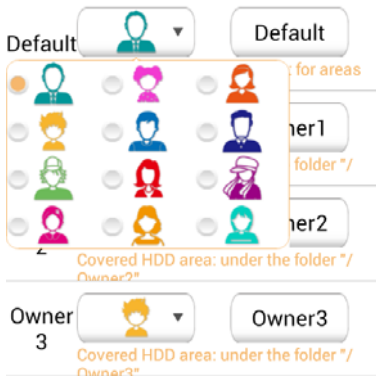 Default
Default
t for areas
ner1
folder "/
ner2
2
Covered HDD area: under the folder "/
Owner2"
Owner
3
Owner3
Covered HDD area: under the folder "/
Owner3"